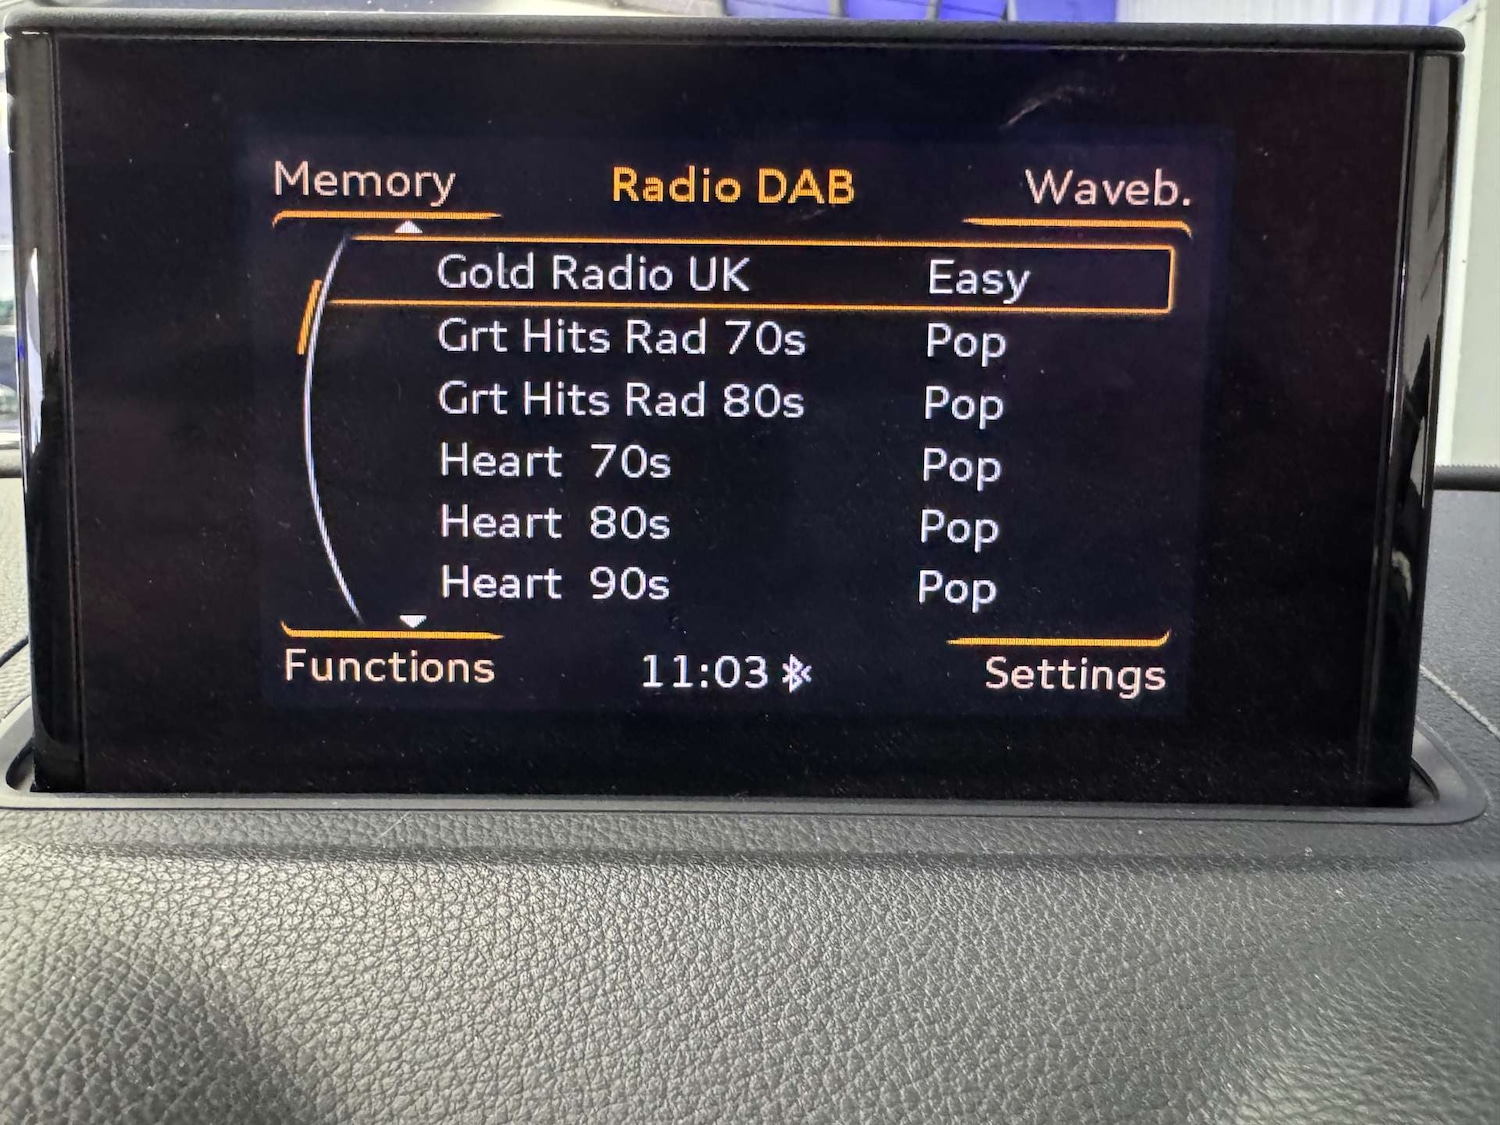 Memory Radio DAB Waveb.
Gold Radio UK Easy
Grt Hits Rad 70s Pop
Grt Hits Rad 80s Pop
Heart 70s Pop
Heart 80s Pop
Heart 90s Pop
Functions 11:03 Settings